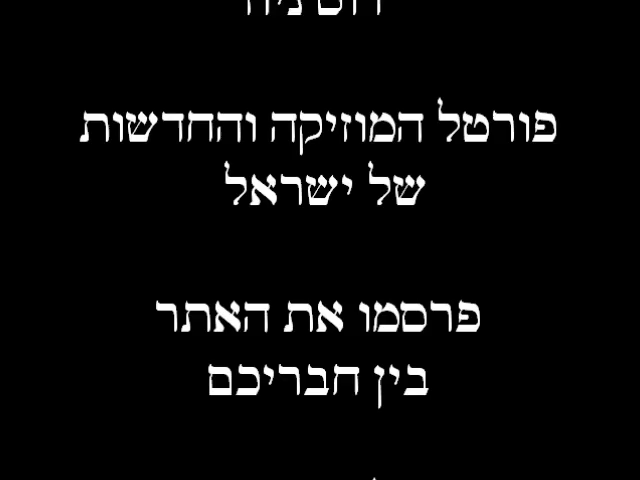 פורטל המוזיקה והחדשות
של ישראל
פרסמו את האתר
בין חבריכם